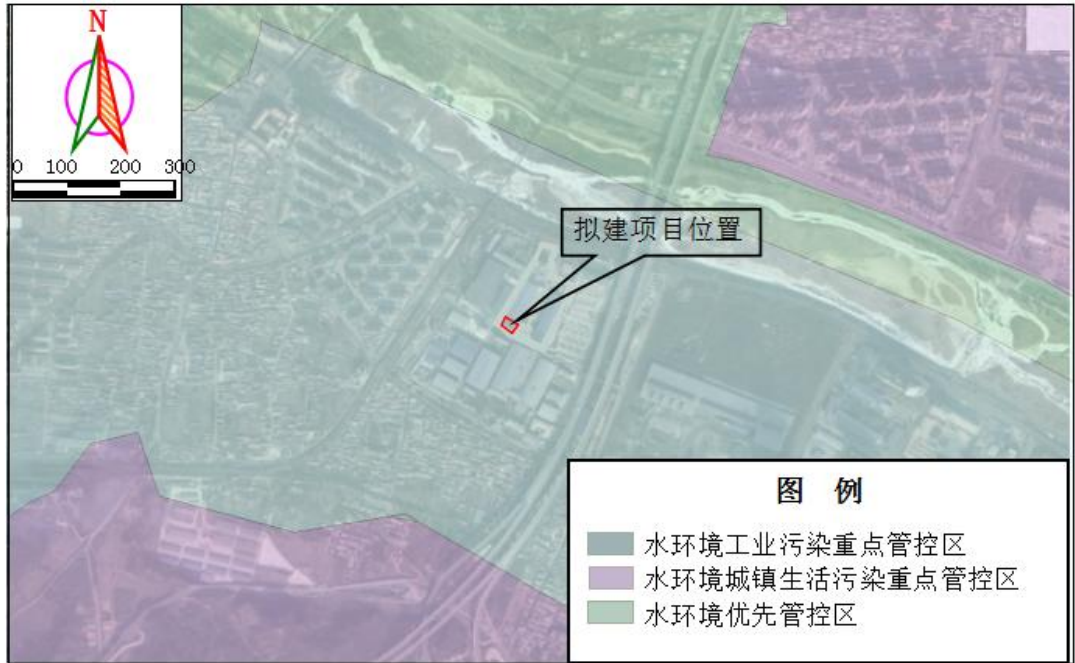 N
0 100 200 300
拟建项目位置
图 例
水环境工业污染重点管控区
水环境城镇生活污染重点管控区
水环境优先管控区